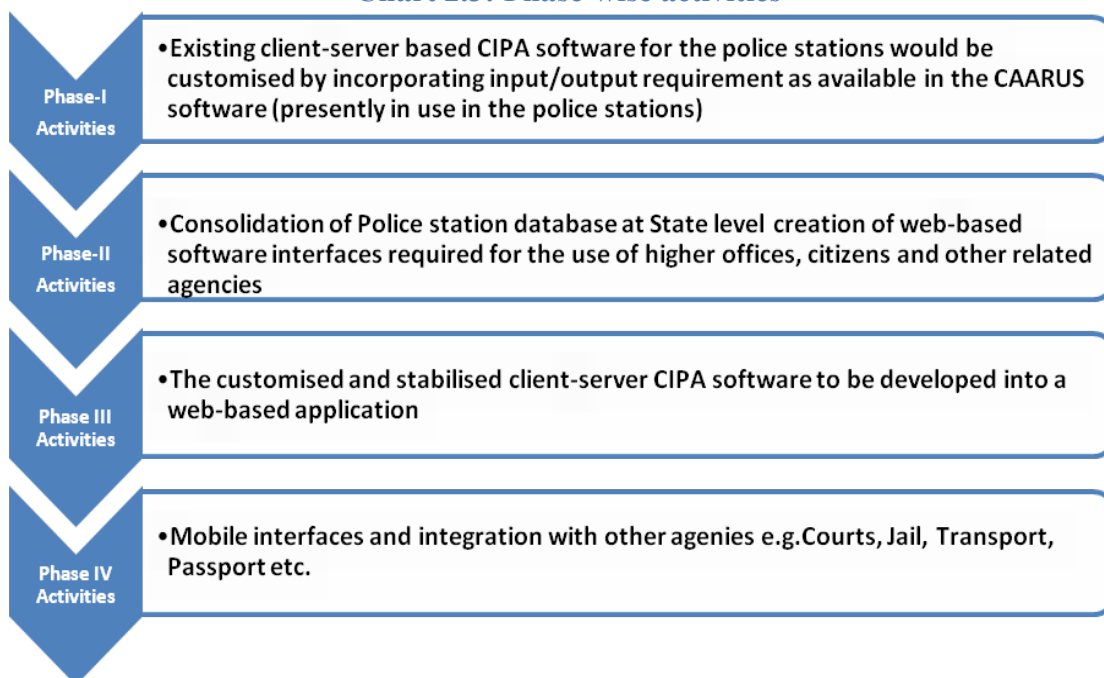 Phase-I
Activities
•Existing client-server based CIPA software for the police stations would be
customised by incorporating input/output requirement as available in the CAARUS
software (presently in use in the police stations)
Phase-II
Activities
•Consolidation of Police station database at State level creation of web-based
software interfaces required for the use of higher offices, citizens and other related
agencies
Phase III
Activities
•The customised and stabilised client-server CIPA software to be developed into a
web-based application
Phase IV
Activities
•Mobile interfaces and integration with other agenies e.g.Courts, Jail, Transport,
Passport etc.